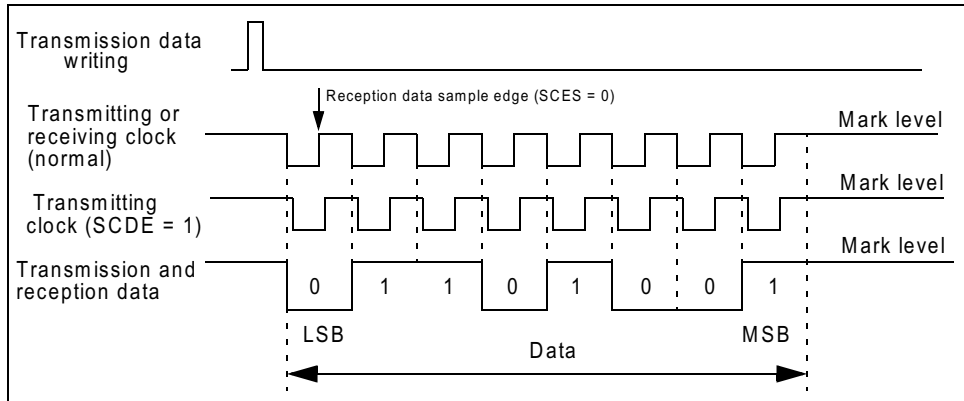 Transmission data
writing
Reception data sample edge (SCES = 0)
Transmitting or
receiving clock
(normal)
Mark level
Transmitting
clock (SCDE = 1)
Mark level
Transmission and
reception data
Mark level
0 1 1 0 1 0 0 1
LSB
MSB
Data